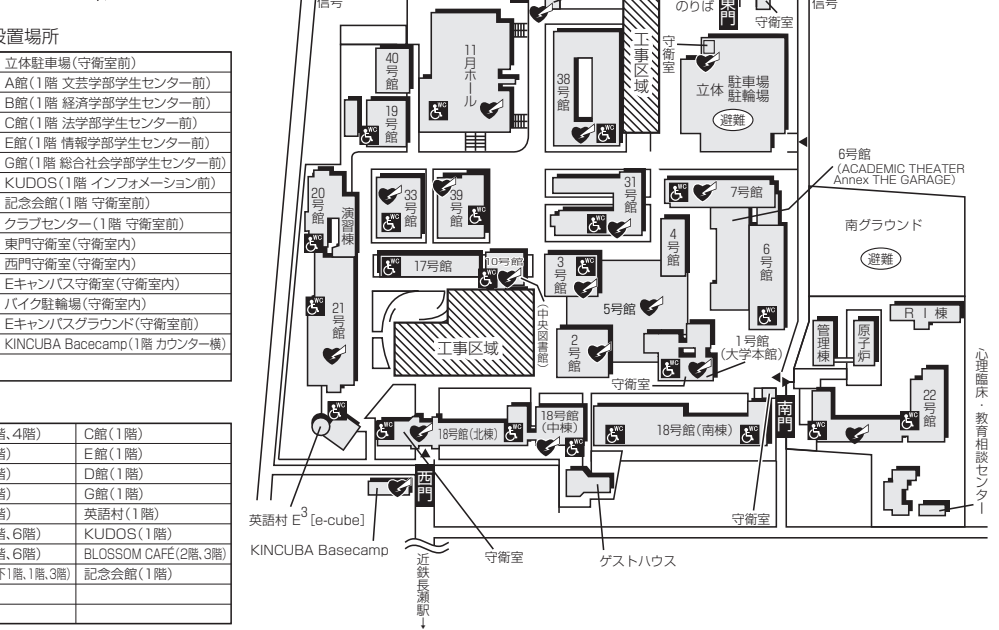 設置場所
立体駐車場(守衛室前)
A館(1階 文芸学部学生センター前)
B館(1階 経済学部学生センター前)
C館(1階 法学部学生センター前)
E館(1階 情報学部学生センター前)
G館(1階 総合社会学部学生センター前)
KUDOS(1階 インフォメーション前)
記念会館(1階 守衛室前)
クラブセンター(1階 守衛室前)
東門守衛室(守衛室内)
西門守衛室(守衛室内)
Eキャンパス守衛室(守衛室内)
バイク駐輪場(守衛室内)
Eキャンパスグラウンド(守衛室前)
KINCUBA Bacecamp(1階 カウンター横)
階、4階) C館(1階)
階) E館(1階)
階) D館(1階)
階) G館(1階)
階) 英語村(1階)
階、6階) KUDOS(1階)
階、6階) BLOSSOM CAFÉ(2階、3階)
下1階、1階、3階) 記念会館(1階)
信号
のりば
東門
守衛室
信号
40号館
11月ホール
38号館
工事区域
守衛室
立体 駐車場
駐輪場
避難
19号館
WC
6号館
(ACADEMIC THEATER
Annex THE GARAGE)
20号館
演習棟
33号館
39号館
31号館
7号館
4号館
6号館
南グラウンド
避難
17号館
10号館
(中央図書館)
3号館
5号館
21号館
工事区域
2号館
1号館
(大学本館)
守衛室
管理棟
原子炉
RI棟
心理臨床・教育相談センター
18号館(北棟)
18号館
(中棟)
18号館(南棟)
南門
22号館
西門
英語村 E3 [e-cube]
KINCUBA Basecamp
守衛室
ゲストハウス
守衛室
近鉄長瀬駅→